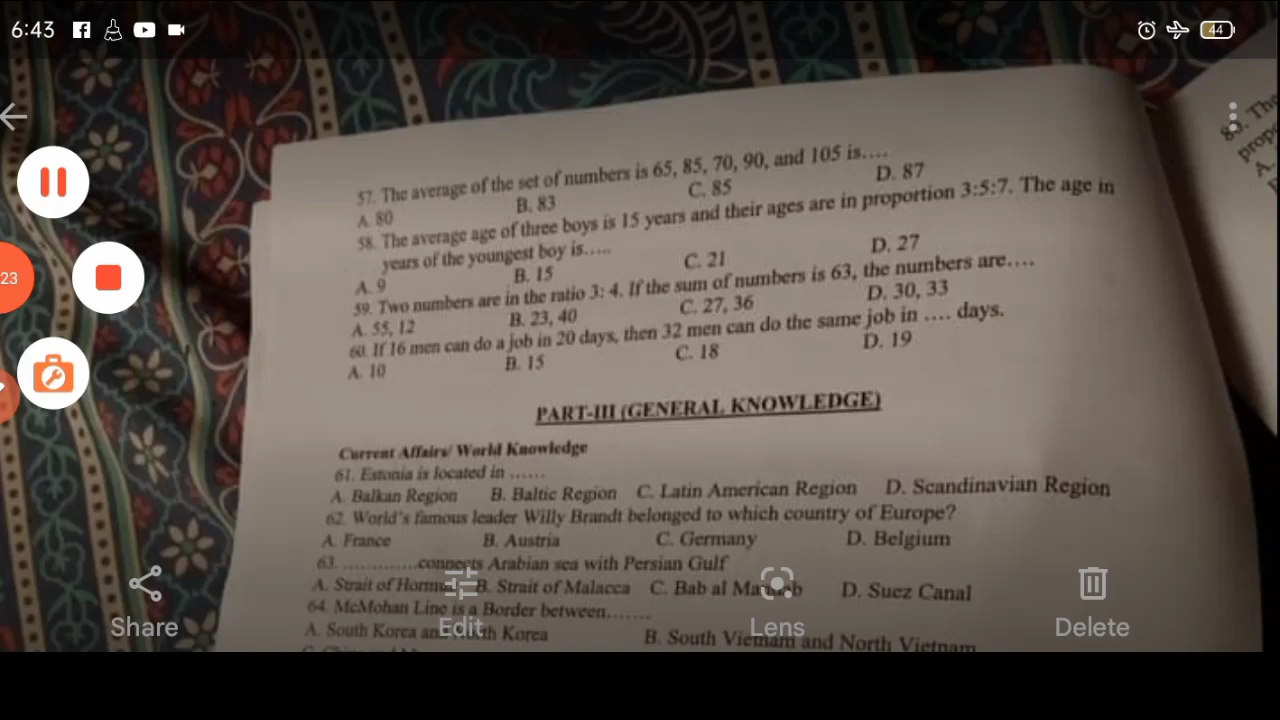 6:43
44
57. The average of the set of numbers is 65, 85, 70, 90, and 105 is....
A. 80 B. 83 C. 85 D. 87
58. The average age of three boys is 15 years and their ages are in proportion 3:5:7. The age in
years of the youngest boy is.....
A. 9 B. 15 C. 21 D. 27
59. Two numbers are in the ratio 3: 4. If the sum of numbers is 63, the numbers are....
A. 55, 12 B. 23, 40 C. 27, 36 D. 30, 33
60. If 16 men can do a job in 20 days, then 32 men can do the same job in .... days.
A. 10 B. 15 C. 18 D. 19
PART-III (GENERAL KNOWLEDGE)
Current Affairs/ World Knowledge
61. Estonia is located in ......
A. Balkan Region B. Baltic Region C. Latin American Region D. Scandinavian Region
62. World's famous leader Willy Brandt belonged to which country of Europe?
A. France B. Austria C. Germany D. Belgium
63. .............connects Arabian sea with Persian Gulf
A. Strait of B. Strait of Malacca C. Bab al D. Suez Canal
64. McMohan Line is a Border between.......
A. South Korea and Korea B. South Vietnam and North Vietnam
23
Share Edit Lens Delete
80. The
prop
A.